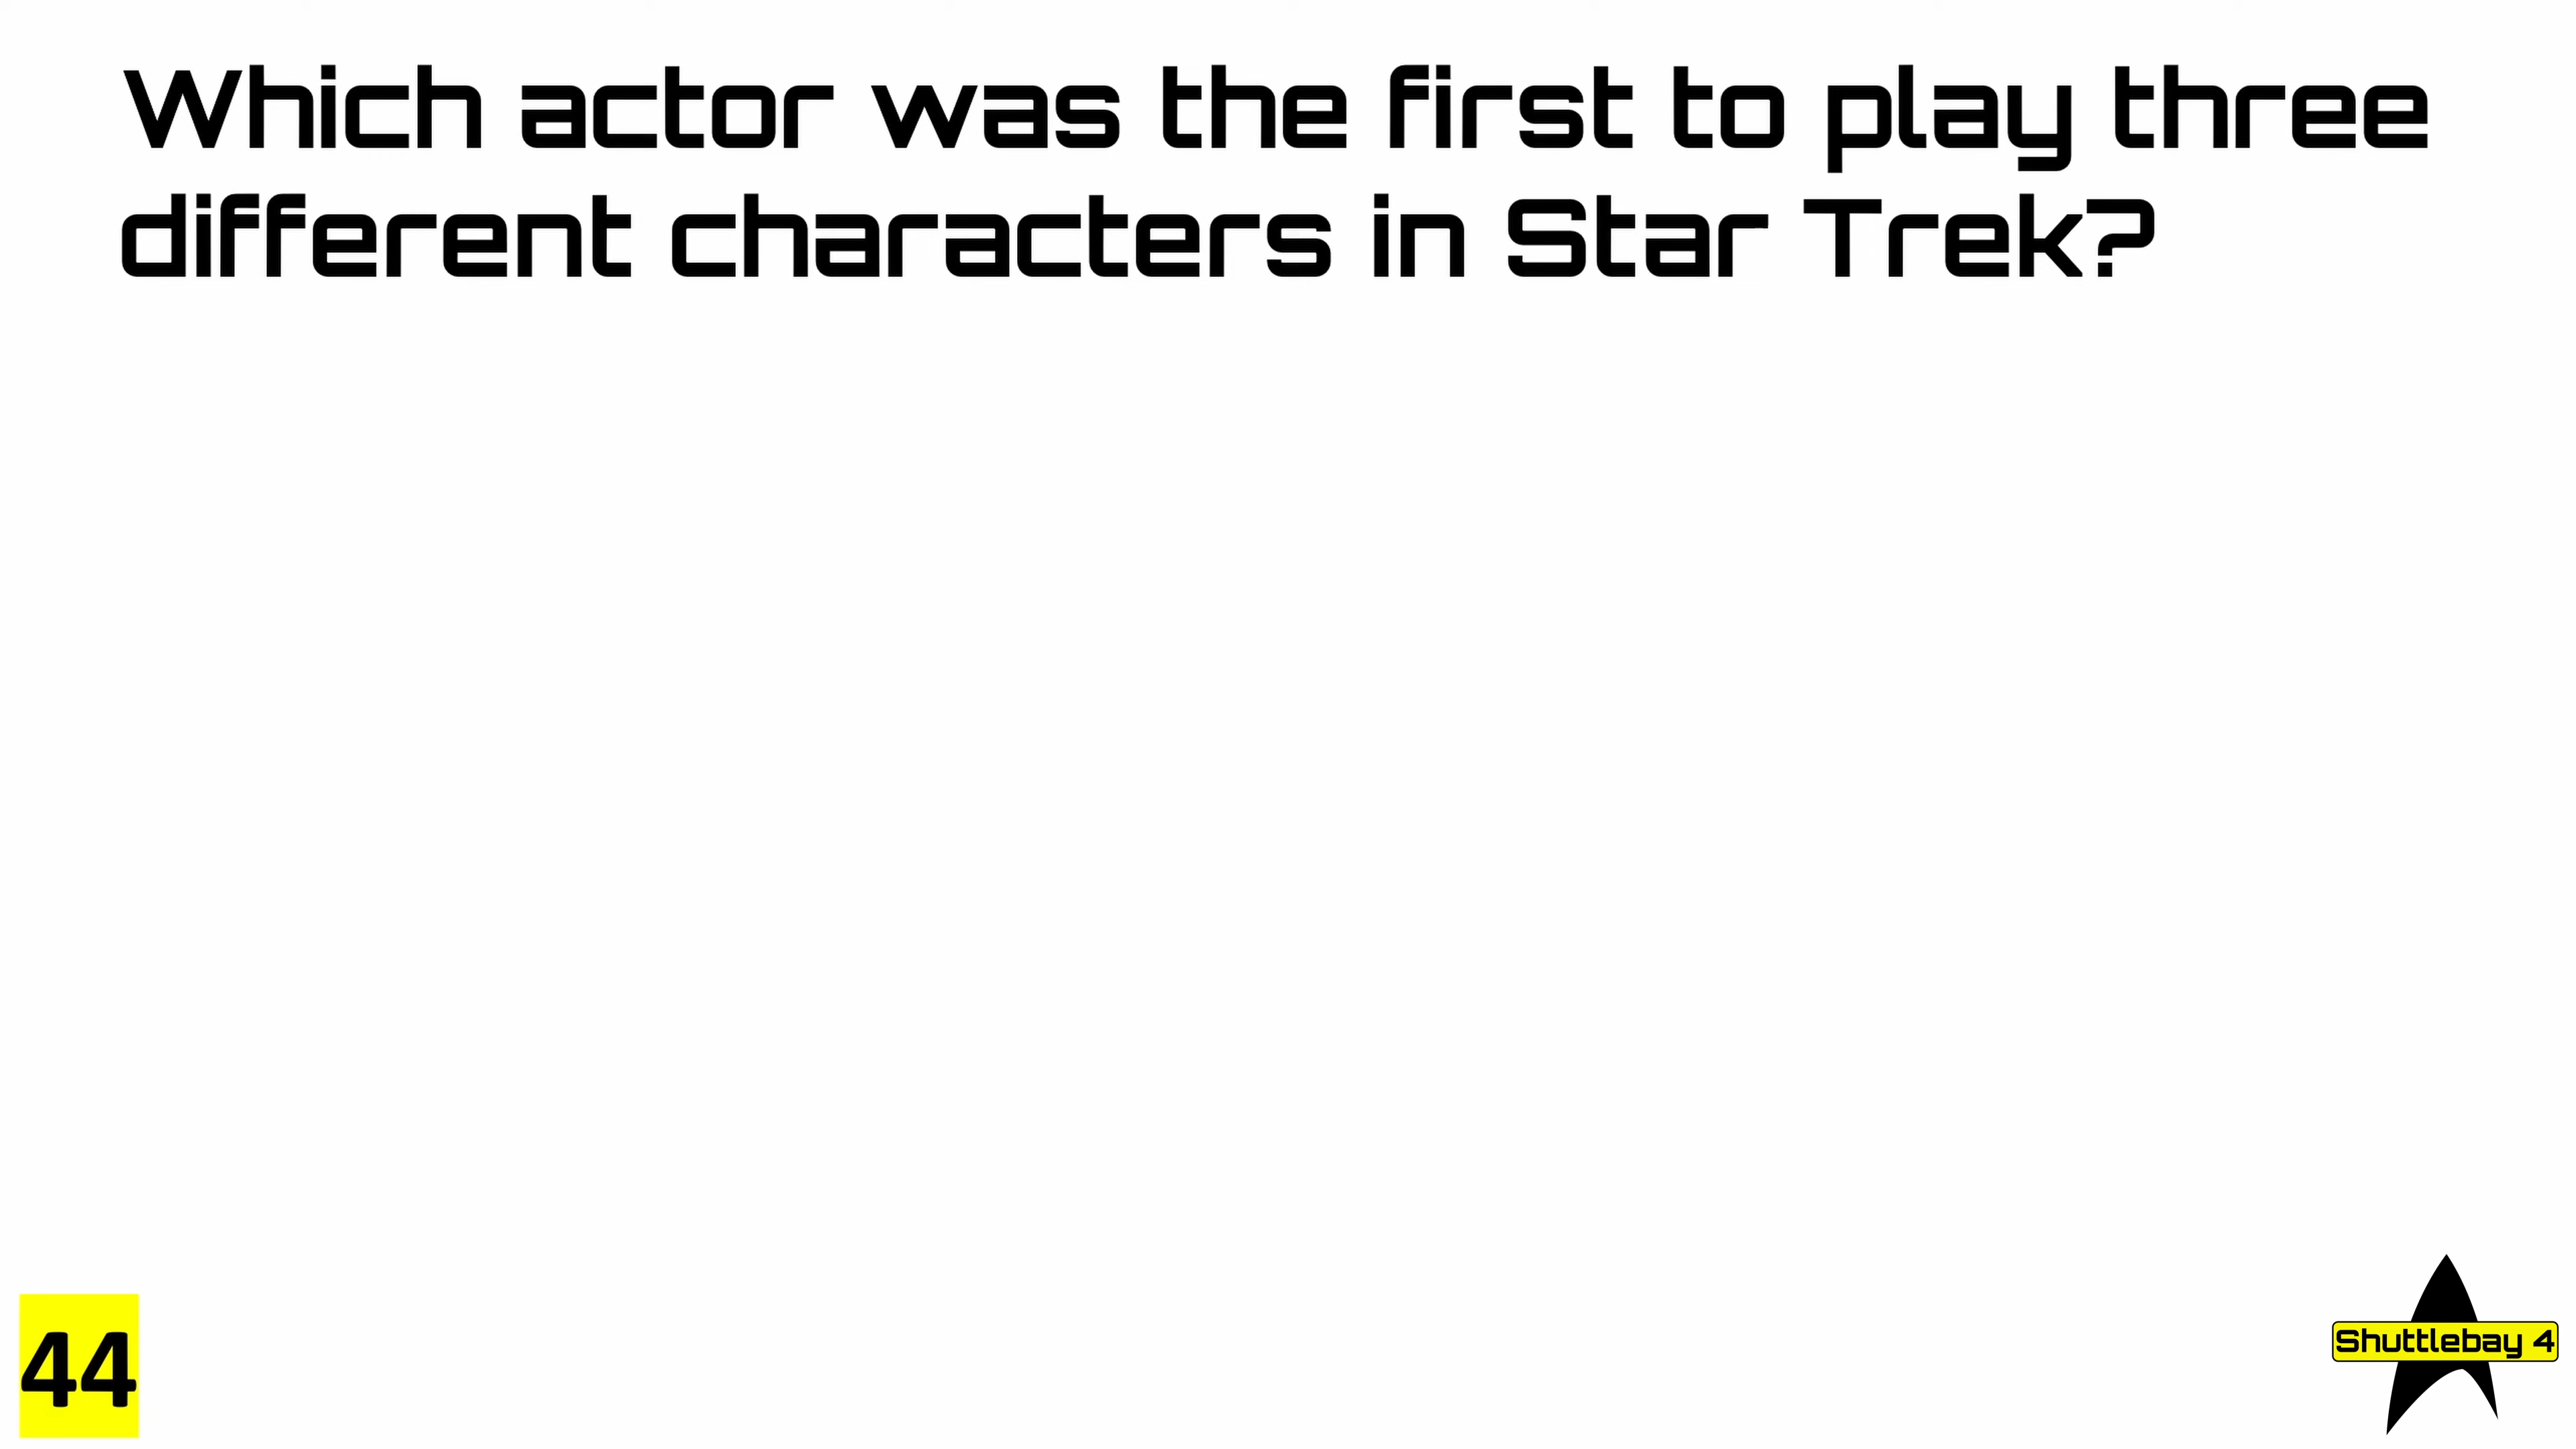 Which actor was the first to play three
different characters in Star Trek?
44
Shuttlebay 4